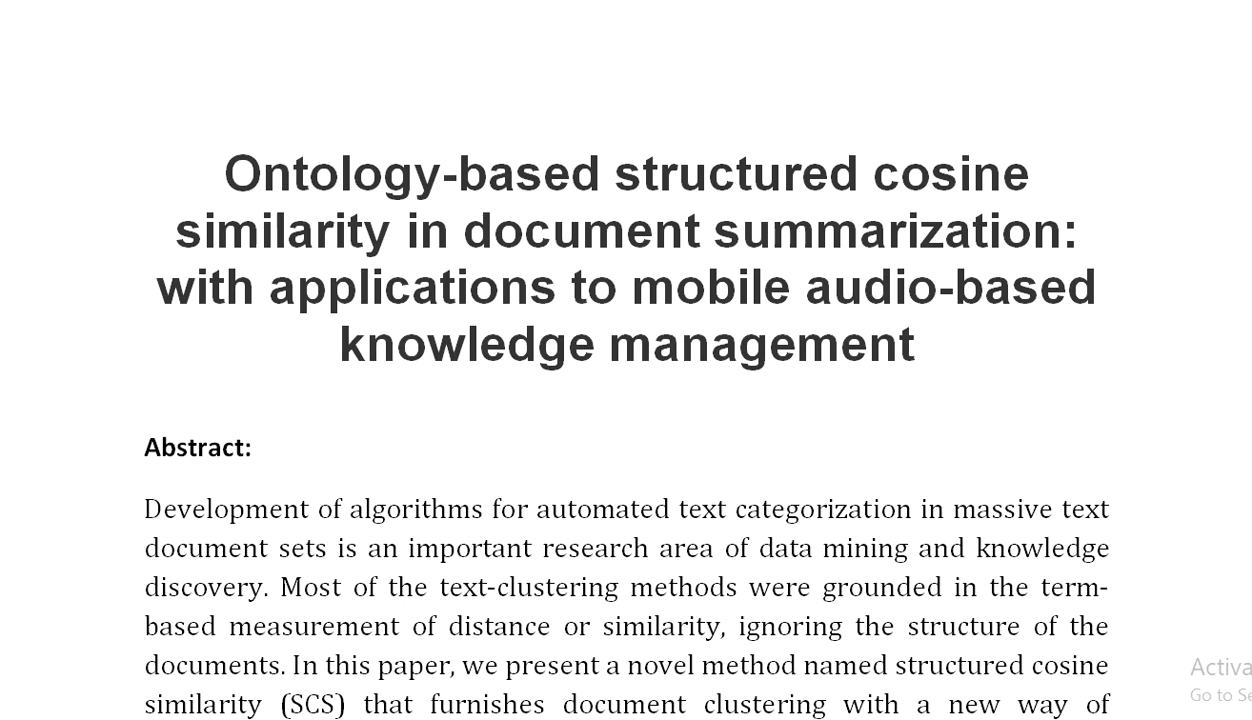 Ontology-based structured cosine
similarity in document summarization:
with applications to mobile audio-based
knowledge management
Abstract:
Development of algorithms for automated text categorization in massive text
document sets is an important research area of data mining and knowledge
discovery. Most of the text-clustering methods were grounded in the term-
based measurement of distance or similarity, ignoring the structure of the
documents. In this paper, we present a novel method named structured cosine
similarity (SCS) that furnishes document clustering with a new way of
Activa
Go to Se